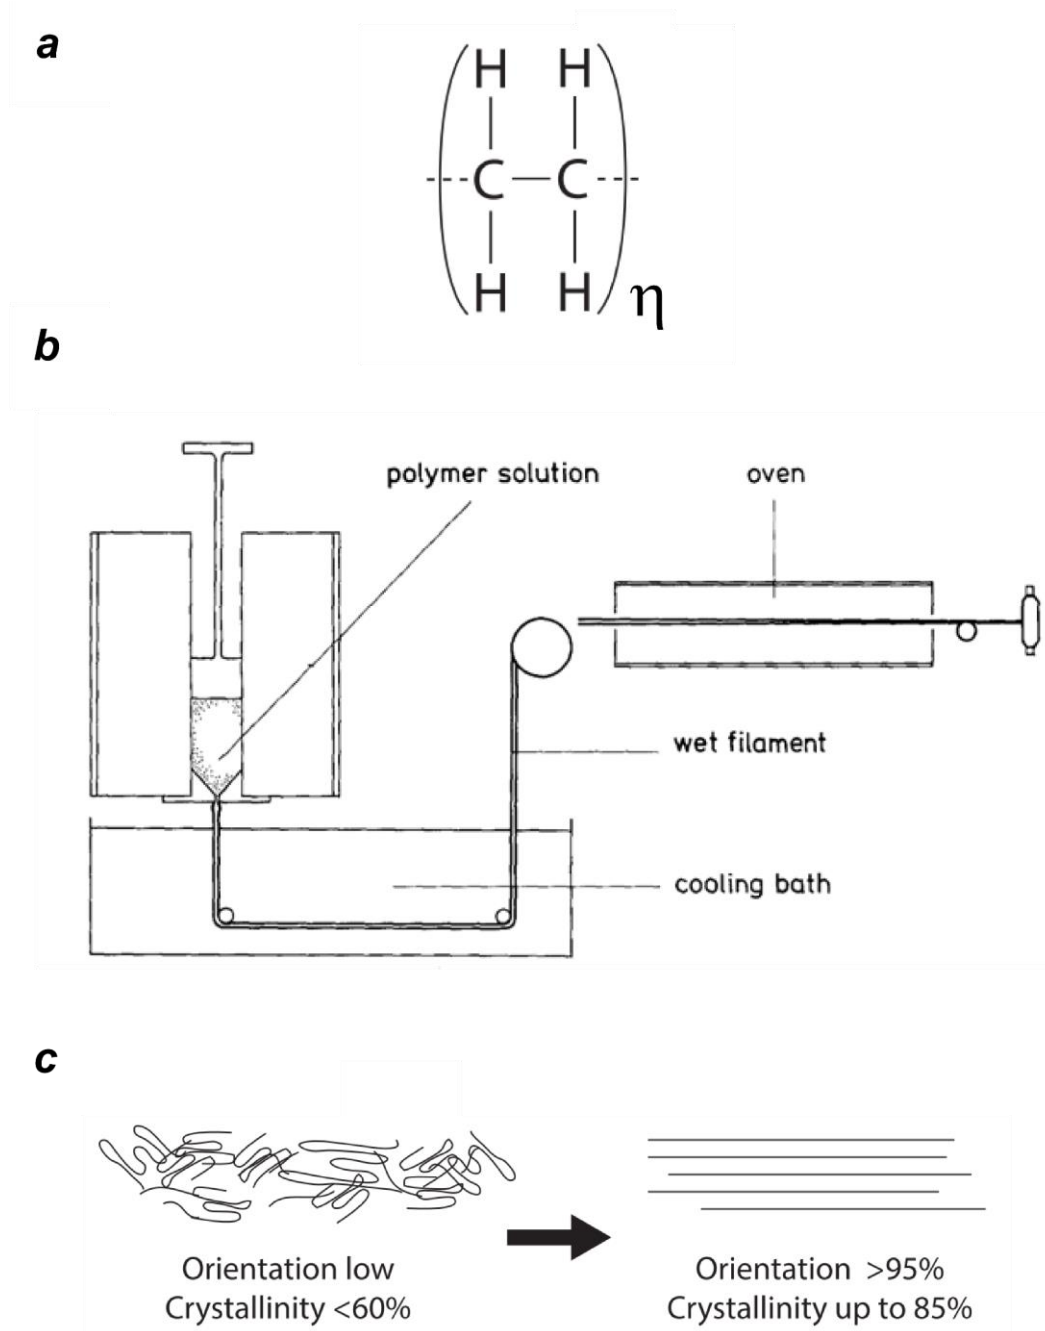 a
H H
C C
H H
η
b
polymer solution
oven
wet filament
cooling bath
c
Orientation low
Crystallinity <60%
Orientation >95%
Crystallinity up to 85%